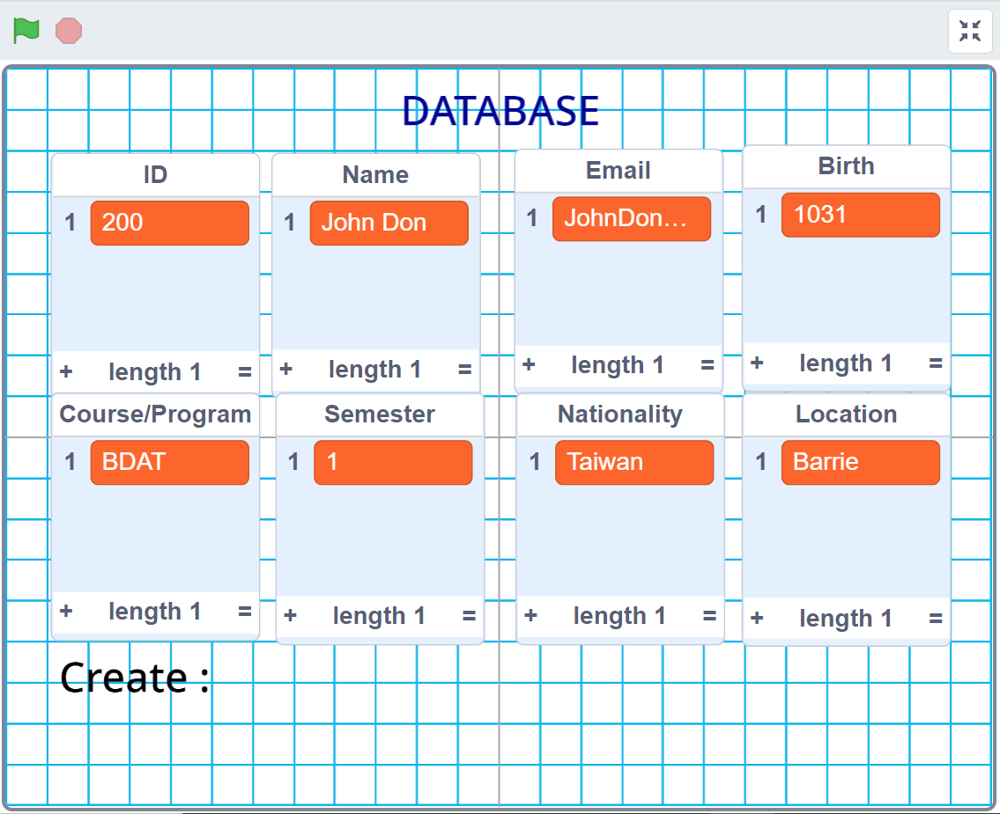 DATABASE
ID
Name
Email
Birth
1 200
1 John Don
1 JohnDon...
1 1031
+ length 1 =
+ length 1 =
+ length 1 =
+ length 1 =
Course/Program
Semester
Nationality
Location
1 BDAT
1 1
1 Taiwan
1 Barrie
+ length 1 =
+ length 1 =
+ length 1 =
+ length 1 =
Create :